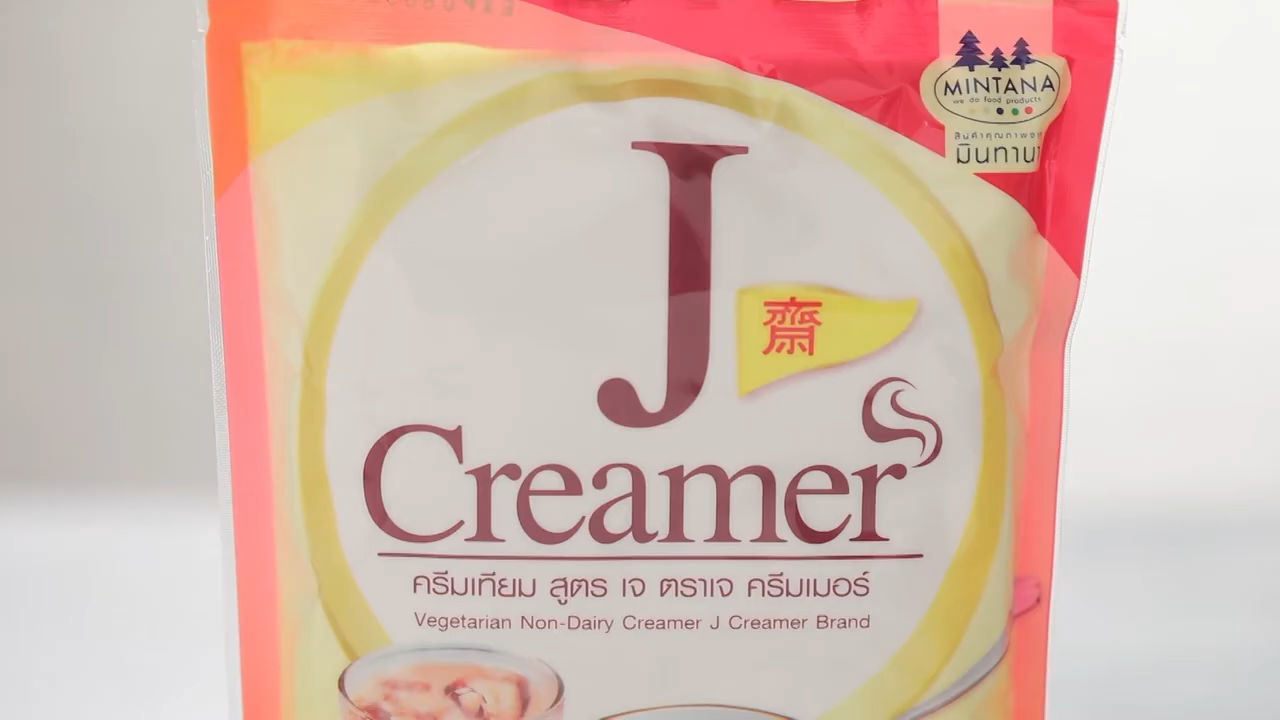 MINTANA
we do food products
มินทานา
J
齋
Creamer
ครีมเทียม สูตร เจ ตราเจ ครีมเมอร์
Vegetarian Non-Dairy Creamer J Creamer Brand